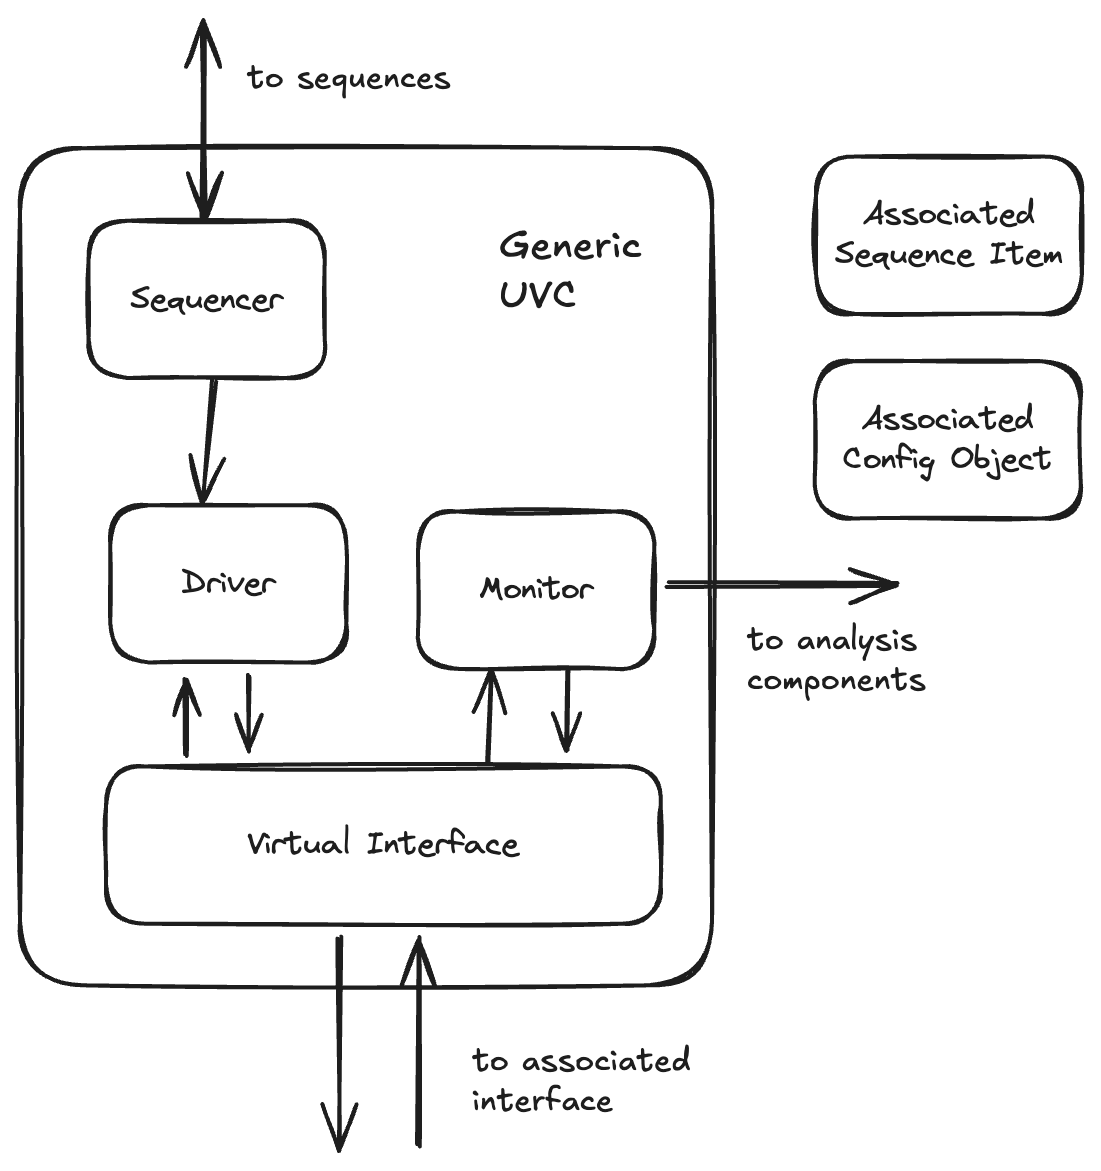 to sequences
Generic
UVC
Associated
Sequence Item
Sequencer
Associated
Config Object
Driver
Monitor
to analysis
components
Virtual Interface
to associated
interface